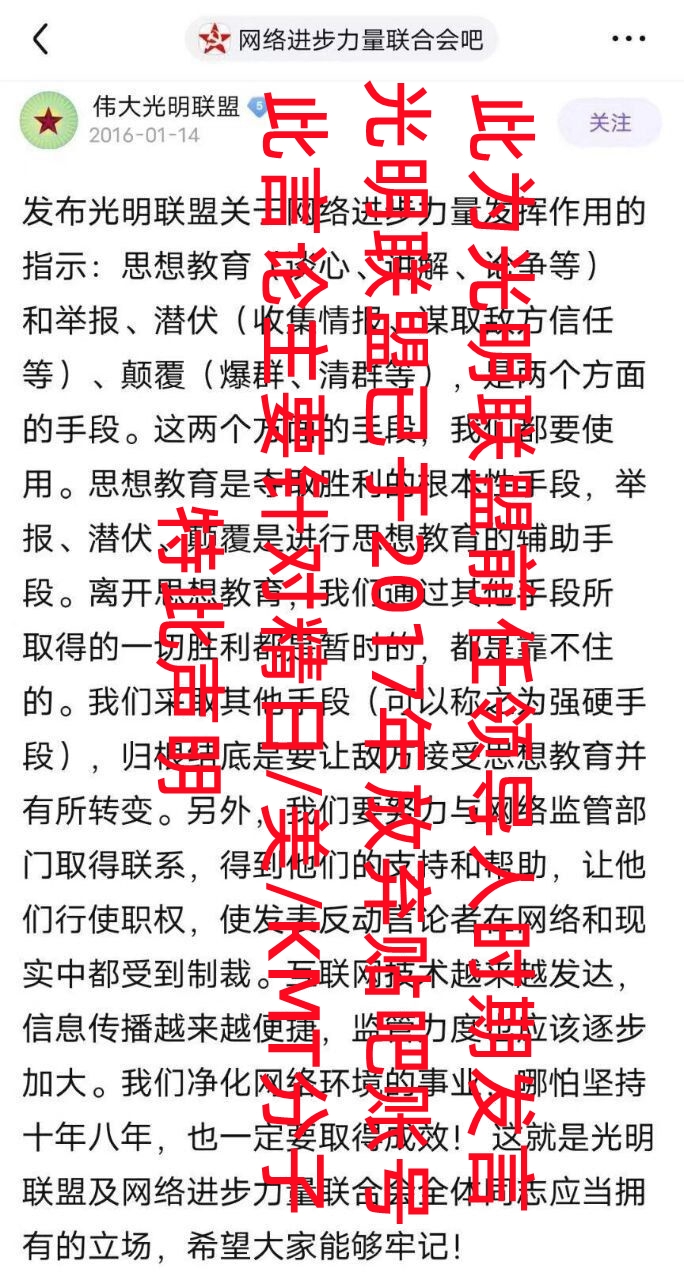 网络进步力量联合会吧
伟大光明联盟 5
2016-01-14
关注
发布光明联盟关于网络进步力量发挥作用的
指示：思想教育（谈心、讲解、论争等）
和举报、潜伏（收集情报、谋取敌方信任
等）、颠覆（爆群、清群等），是两个方面
的手段。这两个方面的手段，我们都要使
用。思想教育是夺取胜利的根本性手段，举
报、潜伏、颠覆是进行思想教育的辅助手
段。离开思想教育，我们通过其他手段所
取得的一切胜利都是暂时的，都是靠不住
的。我们采取其他手段（可以称之为强硬手
段），归根结底是要让敌方接受思想教育并
有所转变。另外，我们要努力与网络监管部
门取得联系，得到他们的支持和帮助，让他
们行使职权，使发表反动言论者在网络和现
实中都受到制裁。互联网技术越来越发达，
信息传播越来越便捷，监管力度也应该逐步
加大。我们净化网络环境的事业，哪怕坚持
十年八年，也一定要取得成效！ 这就是光明
联盟及网络进步力量联合会全体同志应当拥
有的立场，希望大家能够牢记！
此为光明联盟前任领导人时期发言
光明联盟已于2017年放弃贴吧账号
此言论主要针对精日/美/KMT分子
特此声明